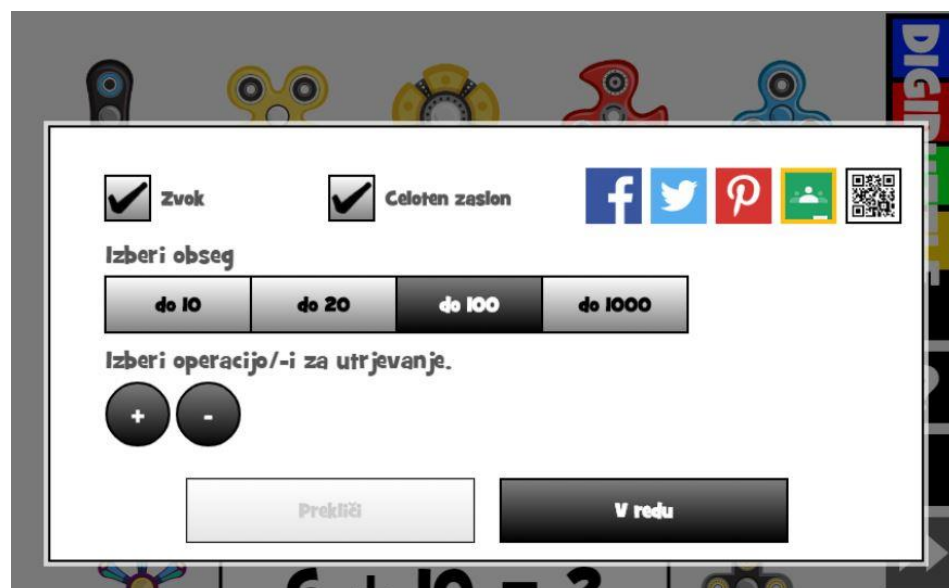 Zvok
Celoten zaslon
Izberi obseg
do 10
do 20
do 100
do 1000
Izberi operacijo/-i za utrjevanje.
+
-
Prekliči
V redu